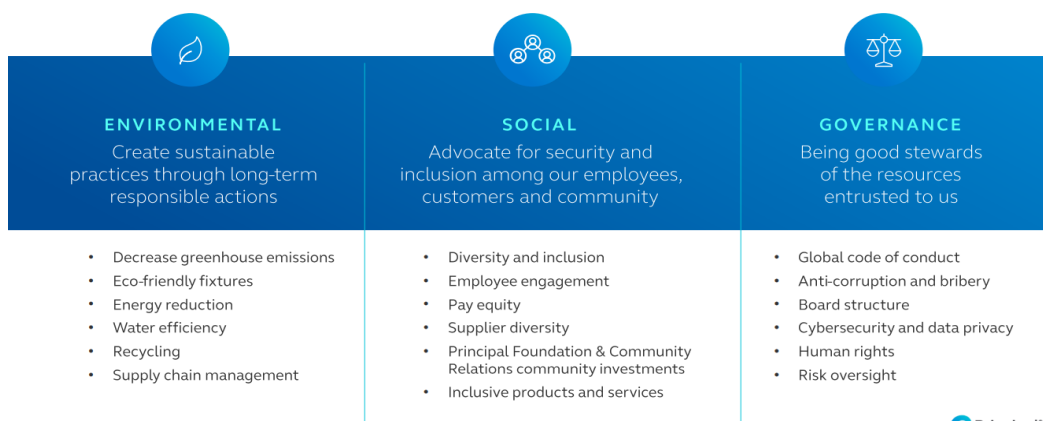 ENVIRONMENTAL
Create sustainable
practices through long-term
responsible actions
• Decrease greenhouse emissions
• Eco-friendly fixtures
• Energy reduction
• Water efficiency
• Recycling
• Supply chain management
SOCIAL
Advocate for security and
inclusion among our employees,
customers and community
• Diversity and inclusion
• Employee engagement
• Pay equity
• Supplier diversity
• Principal Foundation & Community
Relations community investments
• Inclusive products and services
GOVERNANCE
Being good stewards
of the resources
entrusted to us
• Global code of conduct
• Anti-corruption and bribery
• Board structure
• Cybersecurity and data privacy
• Human rights
• Risk oversight